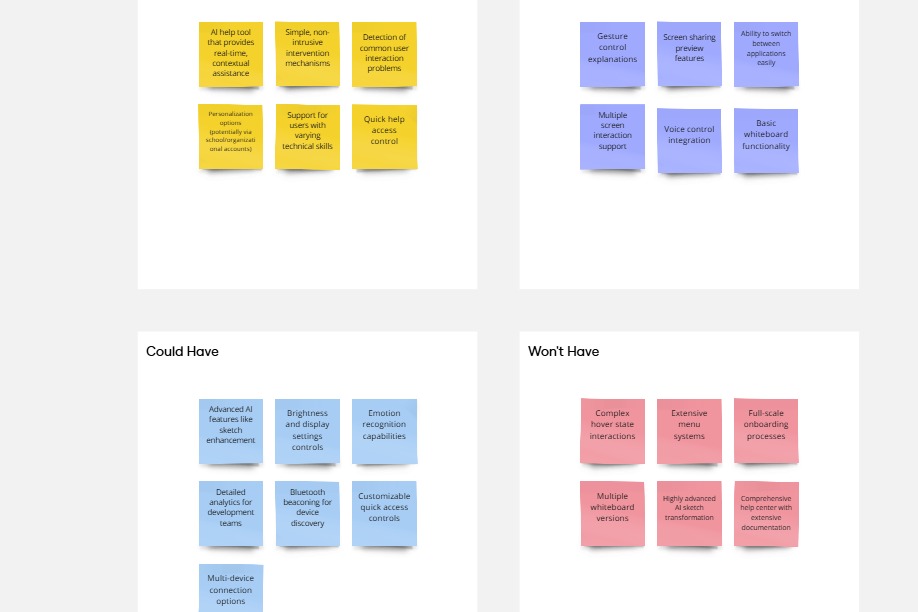 AI help tool
that provides
real-time,
contextual
assistance
Simple, non-
intrusive
intervention
mechanisms
Detection of
common user
interaction
problems
Personalization
options
(potentially via
school/organizati
onal accounts)
Support for
users with
varying
technical skills
Quick help
access
control
Gesture
control
explanations
Screen sharing
preview
features
Ability to switch
between
applications
easily
Multiple
screen
interaction
support
Voice control
integration
Basic
whiteboard
functionality
Could Have
Advanced AI
features like
sketch
enhancement
Brightness
and display
settings
controls
Emotion
recognition
capabilities
Detailed
analytics for
development
teams
Bluetooth
beaconing for
device
discovery
Customizable
quick access
controls
Multi-device
connection
options
Won't Have
Complex
hover state
interactions
Extensive
menu
systems
Full-scale
onboarding
processes
Multiple
whiteboard
versions
Highly advanced
AI sketch
transformation
Comprehensive
help center with
extensive
documentation